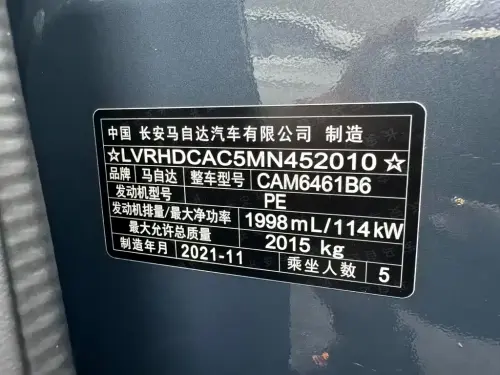 中国 长安马自达汽车有限公司 制造
☆LVRHDCAC5MN452010☆
品牌 马自达 整车型号 CAM6461B6
发动机型号 PE
发动机排量/最大净功率 1998mL/114kW
最大允许总质量 2015 kg
制造年月 2021-11 乘坐人数 5